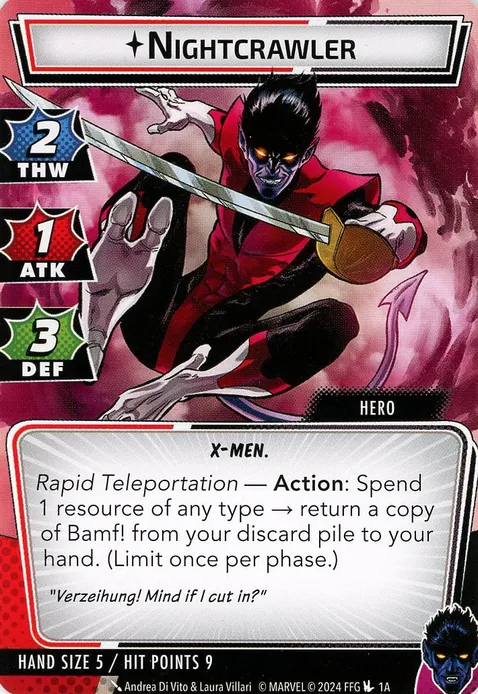 NIGHTCRAWLER
2
THW
1
ATK
3
DEF
HERO
X-MEN.
Rapid Teleportation — Action: Spend
1 resource of any type → return a copy
of Bamf! from your discard pile to your
hand. (Limit once per phase.)
"Verzeihung! Mind if I cut in?"
HAND SIZE 5 / HIT POINTS 9
Andrea Di Vito & Laura Villari © MARVEL © 2024 FFG 1A